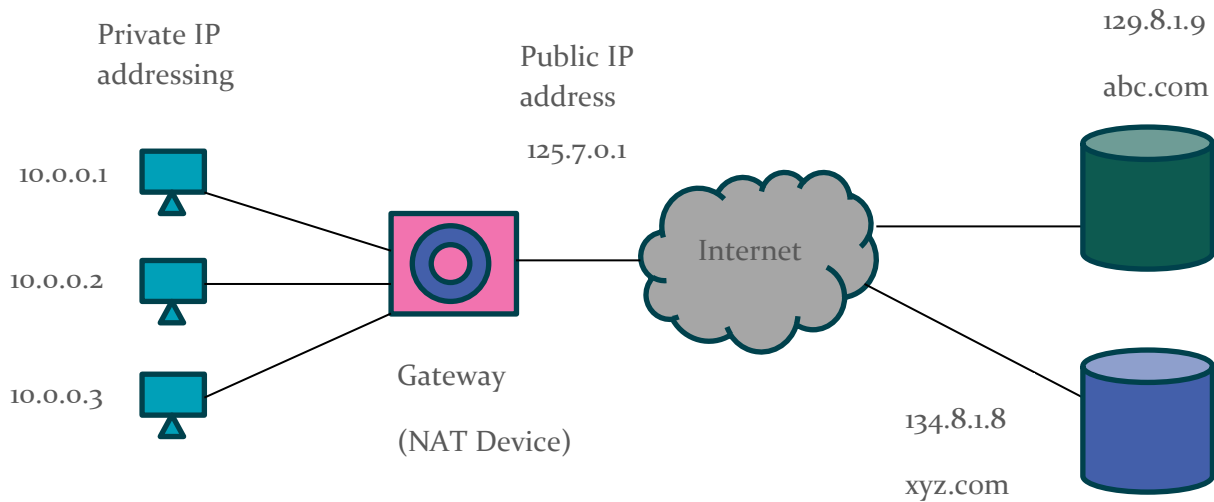 Private IP
addressing
10.0.0.1
10.0.0.2
10.0.0.3
Gateway
(NAT Device)
Public IP
address
125.7.0.1
Internet
129.8.1.9
abc.com
134.8.1.8
xyz.com